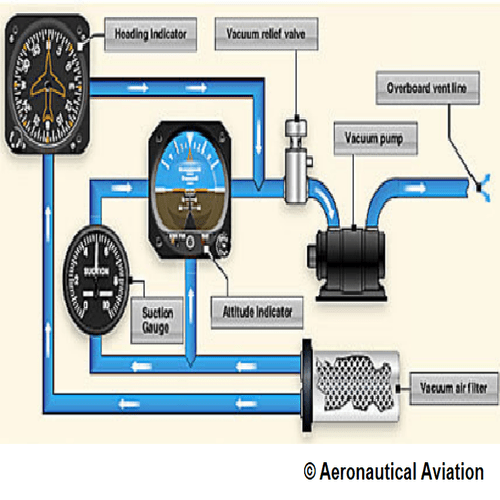 Heading Indicator
Vacuum relief valve
Overboard vent line
Vacuum pump
SUCTION
Suction
Gauge
Attitude Indicator
Vacuum air filter
© Aeronautical Aviation